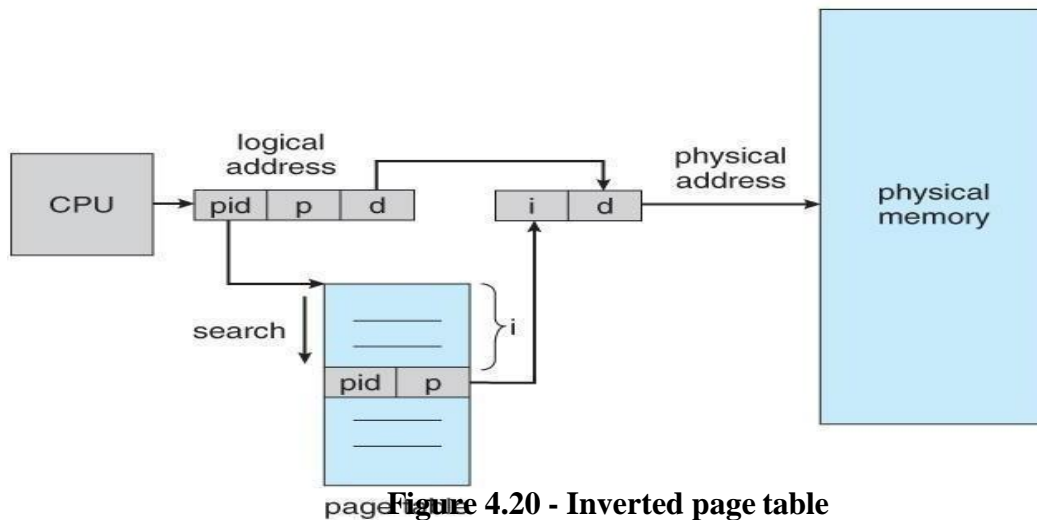 logical
address
physical
address
CPU
pid p d
i d
physical
memory
search
i
pid p
page table
Figure 4.20 - Inverted page table